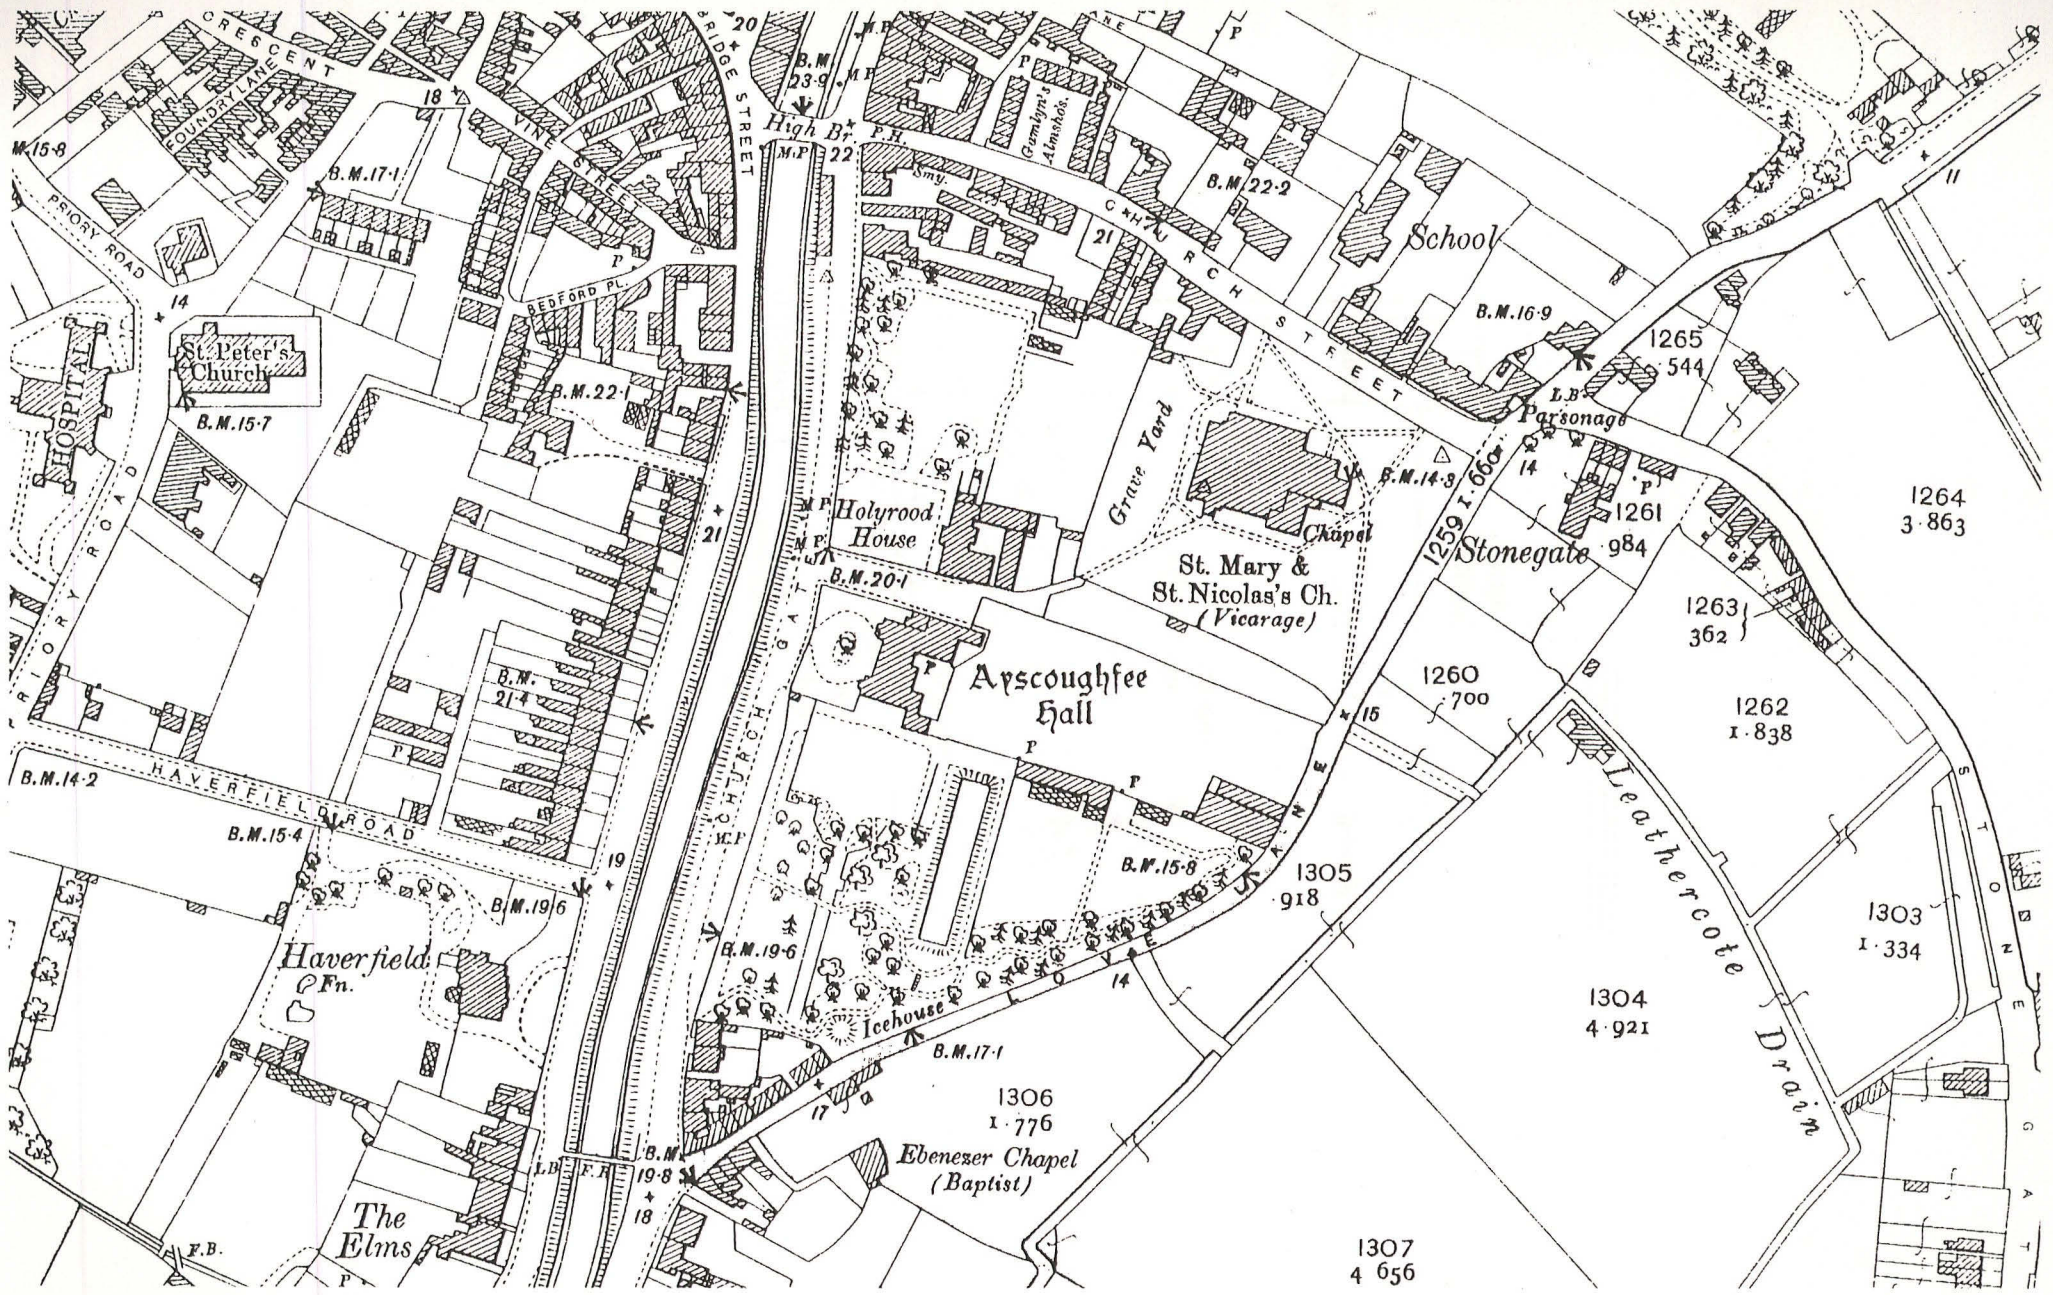 CRESCENT
FOUNDRY LANE
18
VINE STREET
BRIDGE STREET
20
B.M.
23·9
M.P.
M.P
High Br.
M.P
22
P.H.
Smy.
P
Gumleyn's
Almsho's.
NE
P
B.M.22·2
CHURCH STREET
21
School
11
M.15·8
B.M.17·1
PRIORY ROAD
14
P
BEDFORD PL.
HOSPITAL
St. Peter's
Church
B.M.15·7
B.M.22·1
B.M.16·9
1265
·544
L.B.
Parsonage
14
P
Grave Yard
B.M.14·3
1259 1·660
1264
3·863
21
M.P
M.P
Holyrood
House
B.M.20·1
Chapel
St. Mary &
St. Nicolas's Ch.
(Vicarage)
Stonegate
1261
·984
1263
362
PRIORY ROAD
B.M.
21·4
P
CHURCH GATE
P
Ayscoughfee
Hall
P
P
1260
·700
15
1262
1·838
Leathercote Drain
B.M.14·2
HAVERFIELD ROAD
B.M.15·4
19
M.P
B.M.15·8
LOVE LANE
1305
·918
1303
1·334
STONEGATE
B.M.19·6
Haverfield
Fn.
B.M.19·6
14
Icehouse
B.M.17·1
1304
4·921
17
1306
1·776
Ebenezer Chapel
(Baptist)
L.B
F.B
B.M.
19·8
18
The
Elms
F.B.
P
1307
4·656